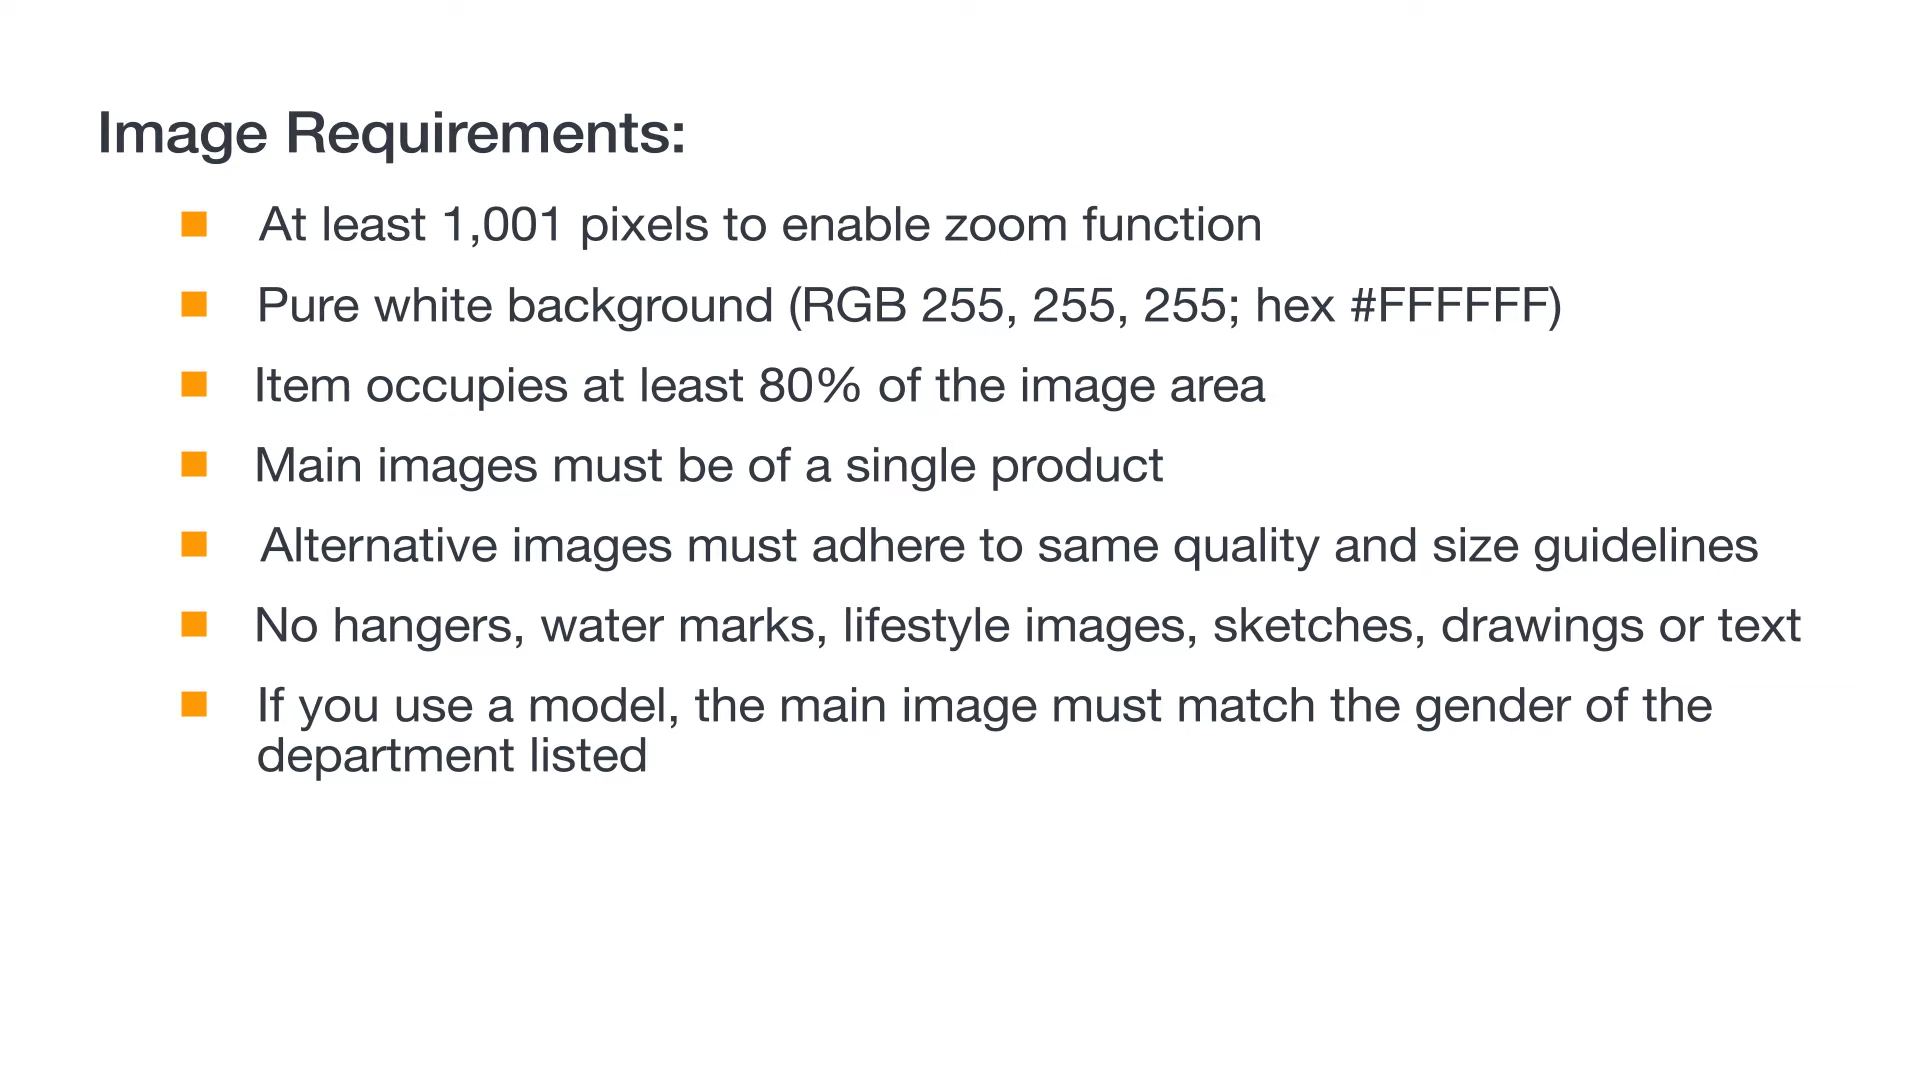 Image Requirements:
At least 1,001 pixels to enable zoom function
Pure white background (RGB 255, 255, 255; hex #FFFFFF)
Item occupies at least 80% of the image area
Main images must be of a single product
Alternative images must adhere to same quality and size guidelines
No hangers, water marks, lifestyle images, sketches, drawings or text
If you use a model, the main image must match the gender of the
department listed